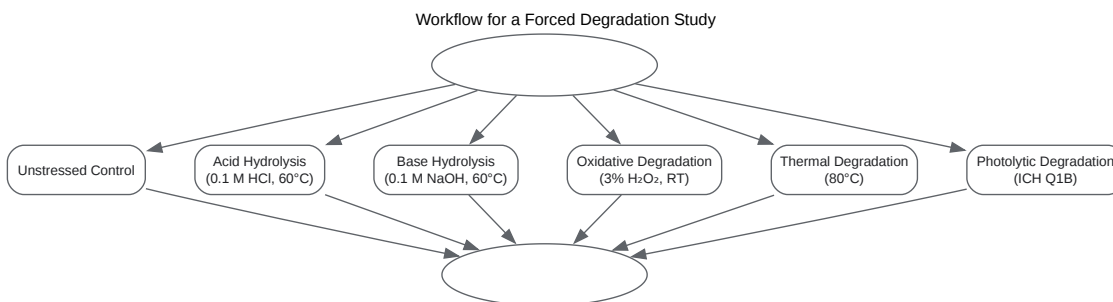 Workflow for a Forced Degradation Study
Unstressed Control
Acid Hydrolysis
(0.1 M HCl, 60°C)
Base Hydrolysis
(0.1 M NaOH, 60°C)
Oxidative Degradation
(3% H₂O₂, RT)
Thermal Degradation
(80°C)
Photolytic Degradation
(ICH Q1B)